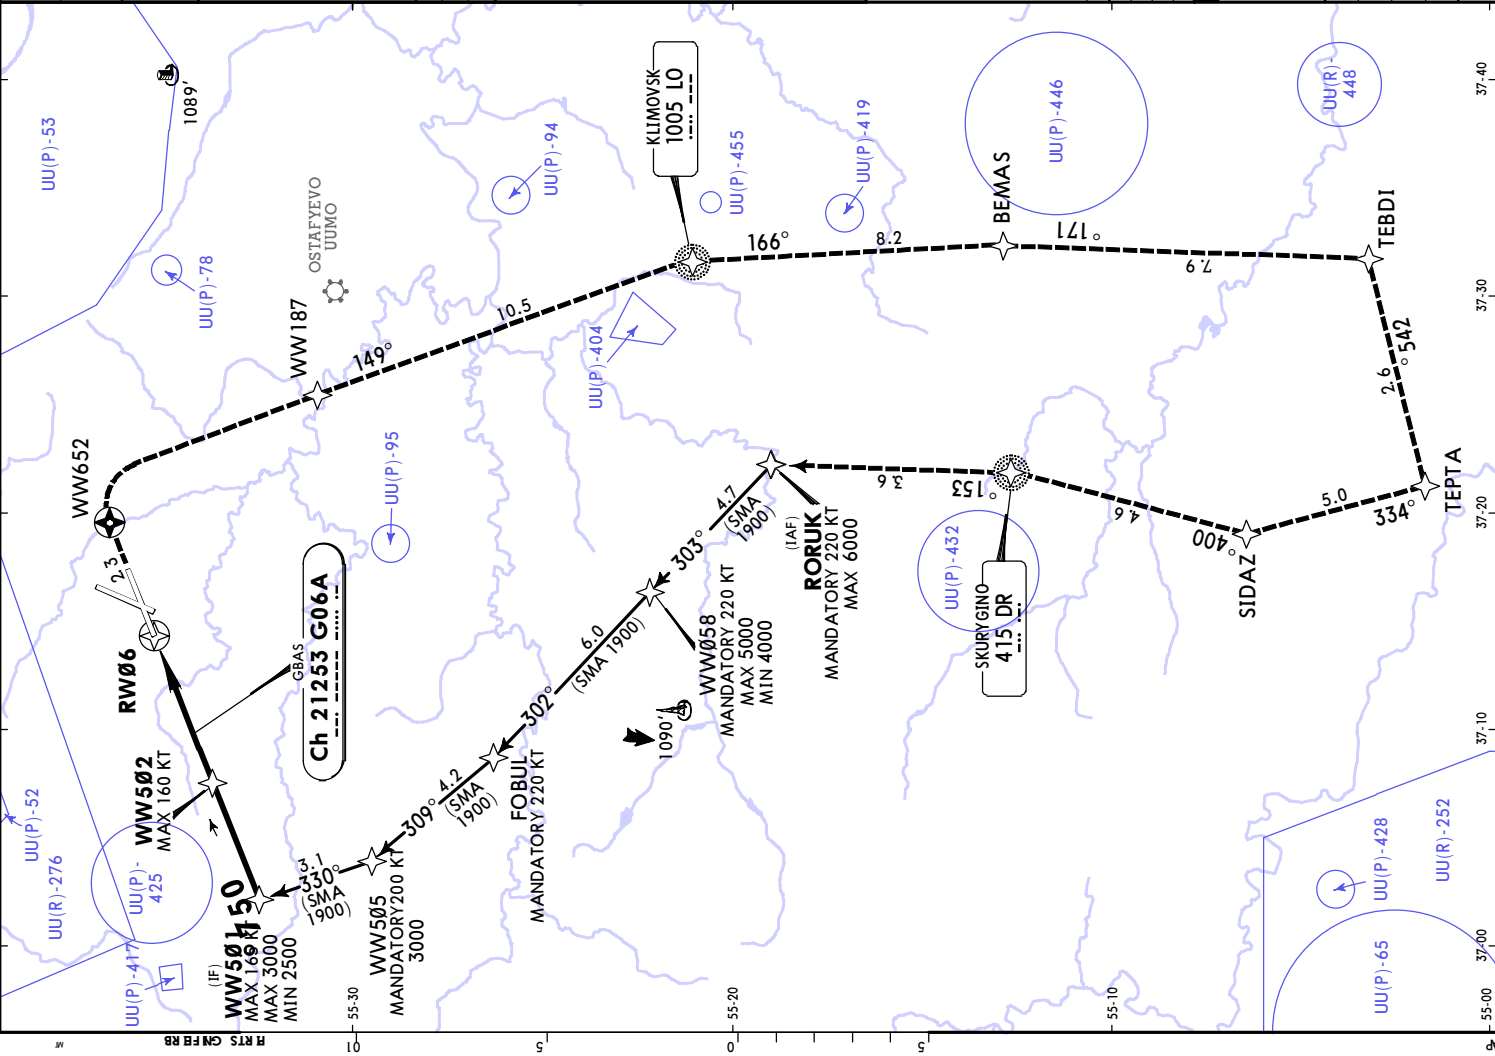 UU(P)-53
1089'
UU(P)-78
OSTAFYEVO
UUMO
UU(P)-94
KLIMOVSK
1005 LO
UU(P)-455
UU(P)-419
UU(P)-446
UU(R)-
448
37-40
BEMAS
TEBDI
166°
8.2
171°
7.9
37-30
WW187
149°
10.5
UU(P)-404
542°
2.6
WW652
2.3
UU(P)-95
4.7
(SMA
1900)
303°
3.6
153°
4.6
400°
5.0
334°
TEPTA
37-20
SIDAZ
UU(P)-432
SKURYGINO
415 DR
RORUK
(IAF)
MANDATORY 220 KT
MAX 6000
GBAS
Ch 21253 G06A
RWØ6
6.0
(SMA 1900)
302°
WWØ58
MANDATORY 220 KT
MAX 5000
MIN 4000
1090'
37-10
WW5Ø2
MAX 160 KT
FOBUL
MANDATORY 220 KT
309°
4.2
(SMA
1900)
UU(P)-52
UU(R)-276
UU(P)-
425
3.1
330°
(SMA
1900)
WW5Ø5
MANDATORY200 KT
3000
(IF)
WW5Ø1
150
MAX 3000
MIN 2500
UU(P)-417
UU(P)-428
UU(R)-252
UU(P)-65
37-00
55-30
55-20
55-10
55-00
10
5
0
5